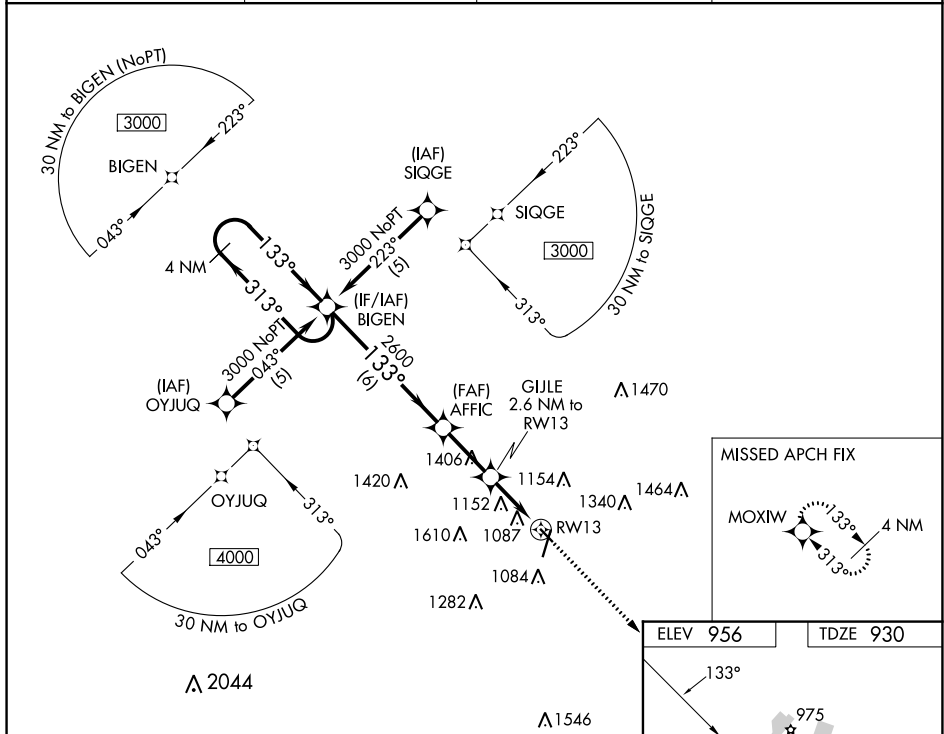 30 NM to BIGEN (NoPT)
3000
223°
BIGEN
043°
(IAF)
SIQGE
3000 NoPT
223°
(5)
223°
SIQGE
3000
313°
30 NM to SIQGE
4 NM
133°
313°
(IF/IAF)
BIGEN
3000 NoPT
043°
(5)
(IAF)
OYJUQ
2600
133°
(6)
(FAF)
AFFIC
GIJLE
2.6 NM to
RW13
1470
1406
1420
1154
1152
1340
1464
1610
1087
RW13
1084
1282
OYJUQ
043°
313°
4000
30 NM to OYJUQ
2044
1546
MISSED APCH FIX
MOXIW
133°
313°
4 NM
ELEV 956
TDZE 930
133°
975